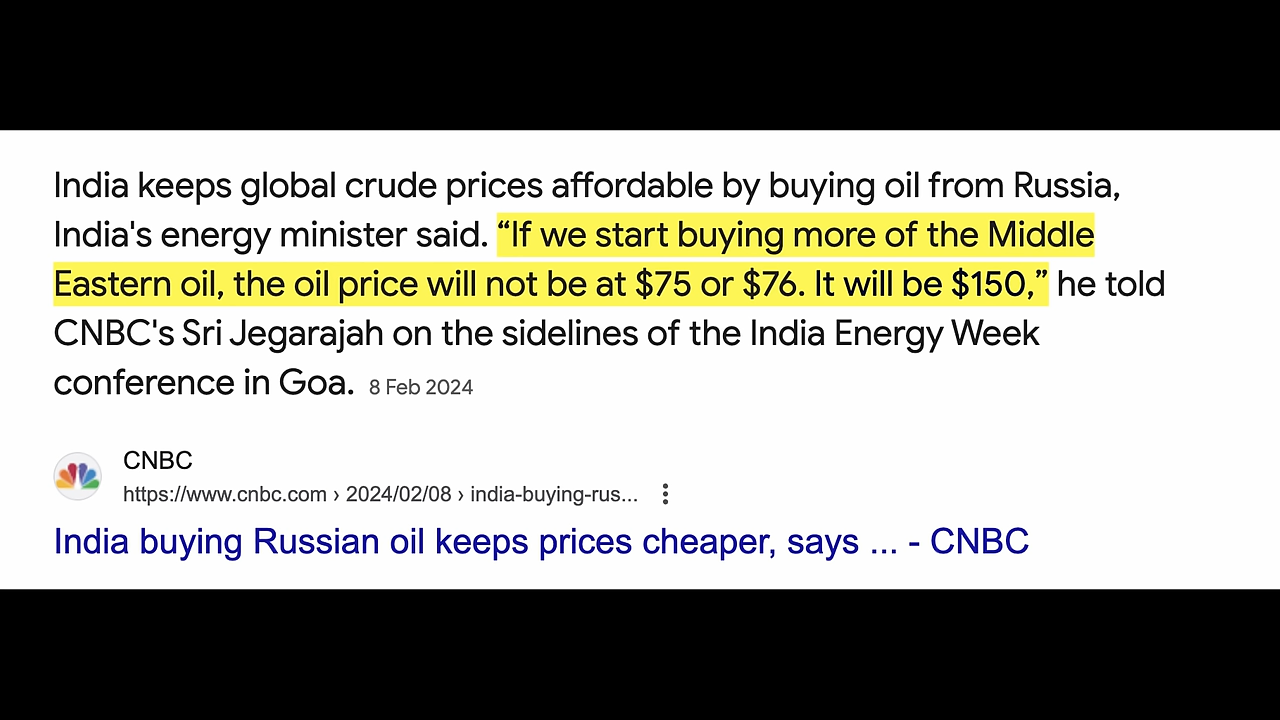 India keeps global crude prices affordable by buying oil from Russia,
India's energy minister said. “If we start buying more of the Middle
Eastern oil, the oil price will not be at $75 or $76. It will be $150,” he told
CNBC's Sri Jegarajah on the sidelines of the India Energy Week
conference in Goa. 8 Feb 2024
CNBC
https://www.cnbc.com › 2024/02/08 › india-buying-rus...
India buying Russian oil keeps prices cheaper, says ... - CNBC